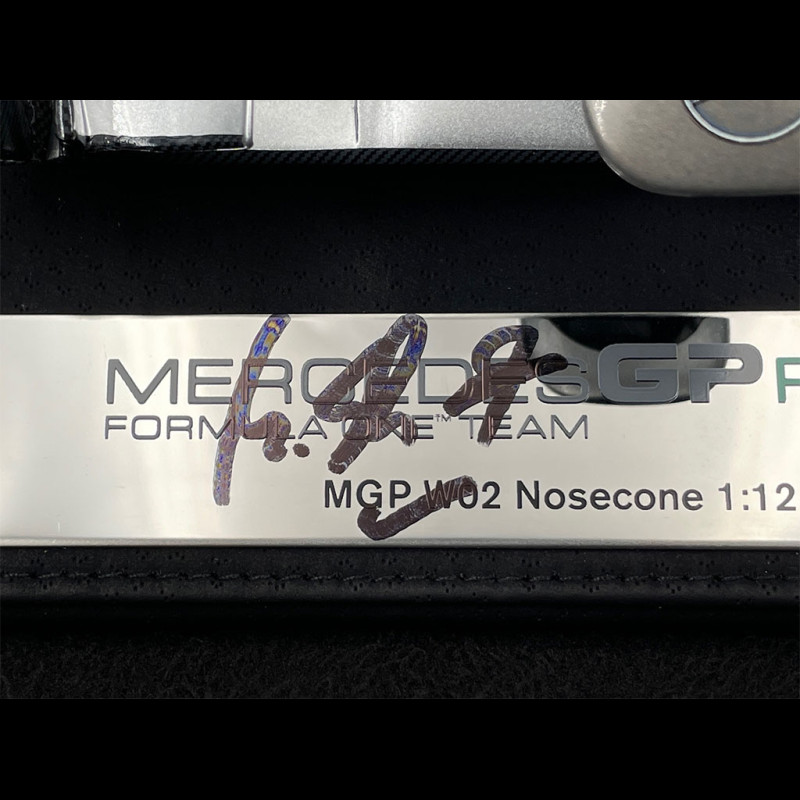 MERCEDESGP P
FORMULA ONE™ TEAM
MGP W02 Nosecone 1:12